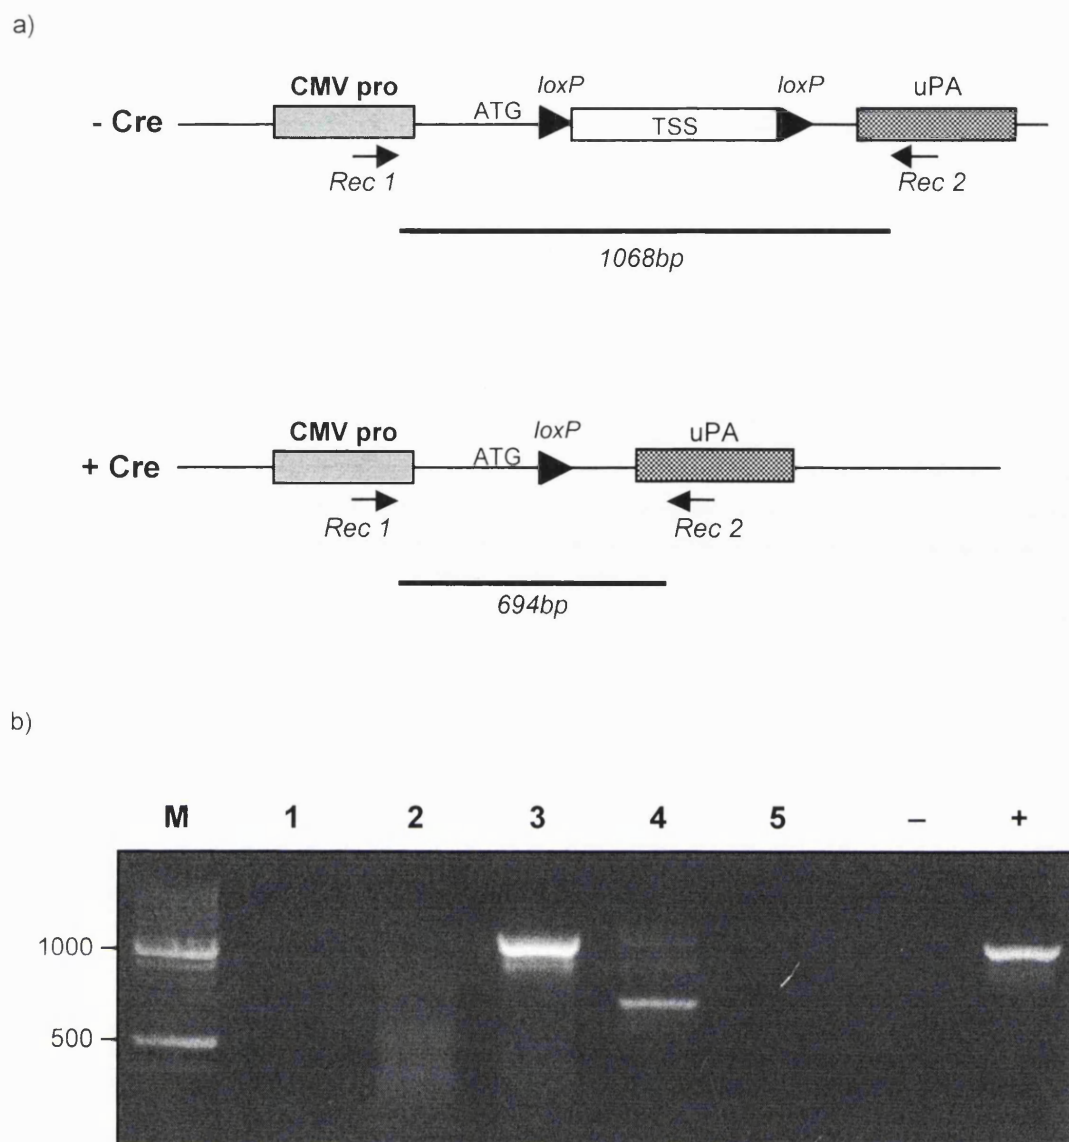 a)
CMV pro loxP loxP uPA
- Cre ATG TSS
Rec 1 Rec 2
1068bp
CMV pro loxP uPA
+ Cre ATG
Rec 1 Rec 2
694bp
b)
M 1 2 3 4 5 – +
1000
500